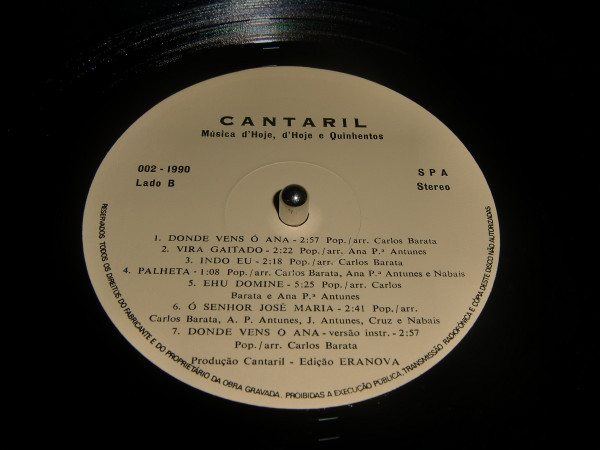 CANTARIL
Música d'Hoje, d'Hoje e Quinhentos
002 - 1990
Lado B
SPA
Stereo
1. DONDE VENS Ó ANA - 2:57 Pop./arr. Carlos Barata
2. VIRA GAITADO - 2:22 Pop./arr. Ana P.ª Antunes
3. INDO EU - 2:18 Pop./arr. Carlos Barata
4. PALHETA - 1:08 Pop./arr. Carlos Barata, Ana P.ª Antunes e Nabais
5. EHU DOMINE - 5:25 Pop./arr. Carlos
Barata e Ana P.ª Antunes
6. Ó SENHOR JOSÉ MARIA - 2:41 Pop./arr.
Carlos Barata, A. P. Antunes, J. Antunes, Cruz e Nabais
7. DONDE VENS O ANA - versão instr. - 2:57
Pop./arr. Carlos Barata
Produção Cantaril - Edição ERANOVA
RESERVADOS TODOS OS DIREITOS DO FABRICANTE E DO PROPRIETÁRIO DA OBRA GRAVADA. PROIBIDAS A EXECUÇÃO PÚBLICA, TRANSMISSÃO RADIOFÓNICA E CÓPIA DESTE DISCO NÃO AUTORIZADAS